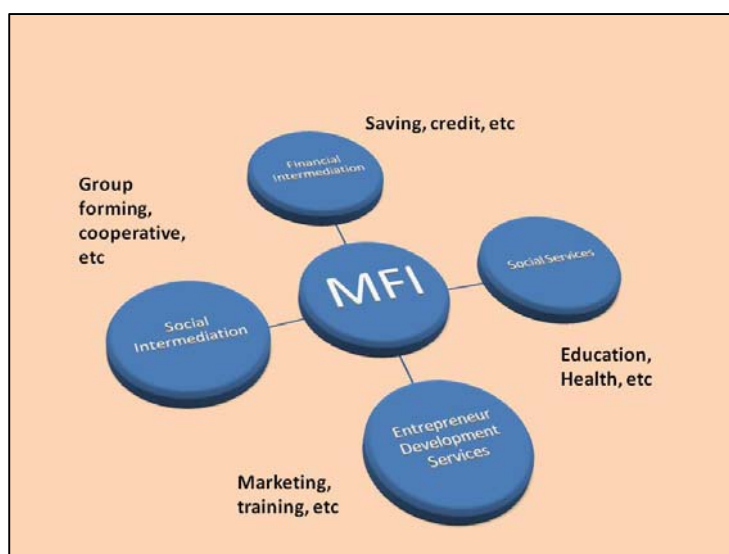 Saving, credit, etc
Financial
Intermediation
Group
forming,
cooperative,
etc
Social Services
MFI
Social
Intermediation
Education,
Health, etc
Entrepreneur
Development
Services
Marketing,
training, etc